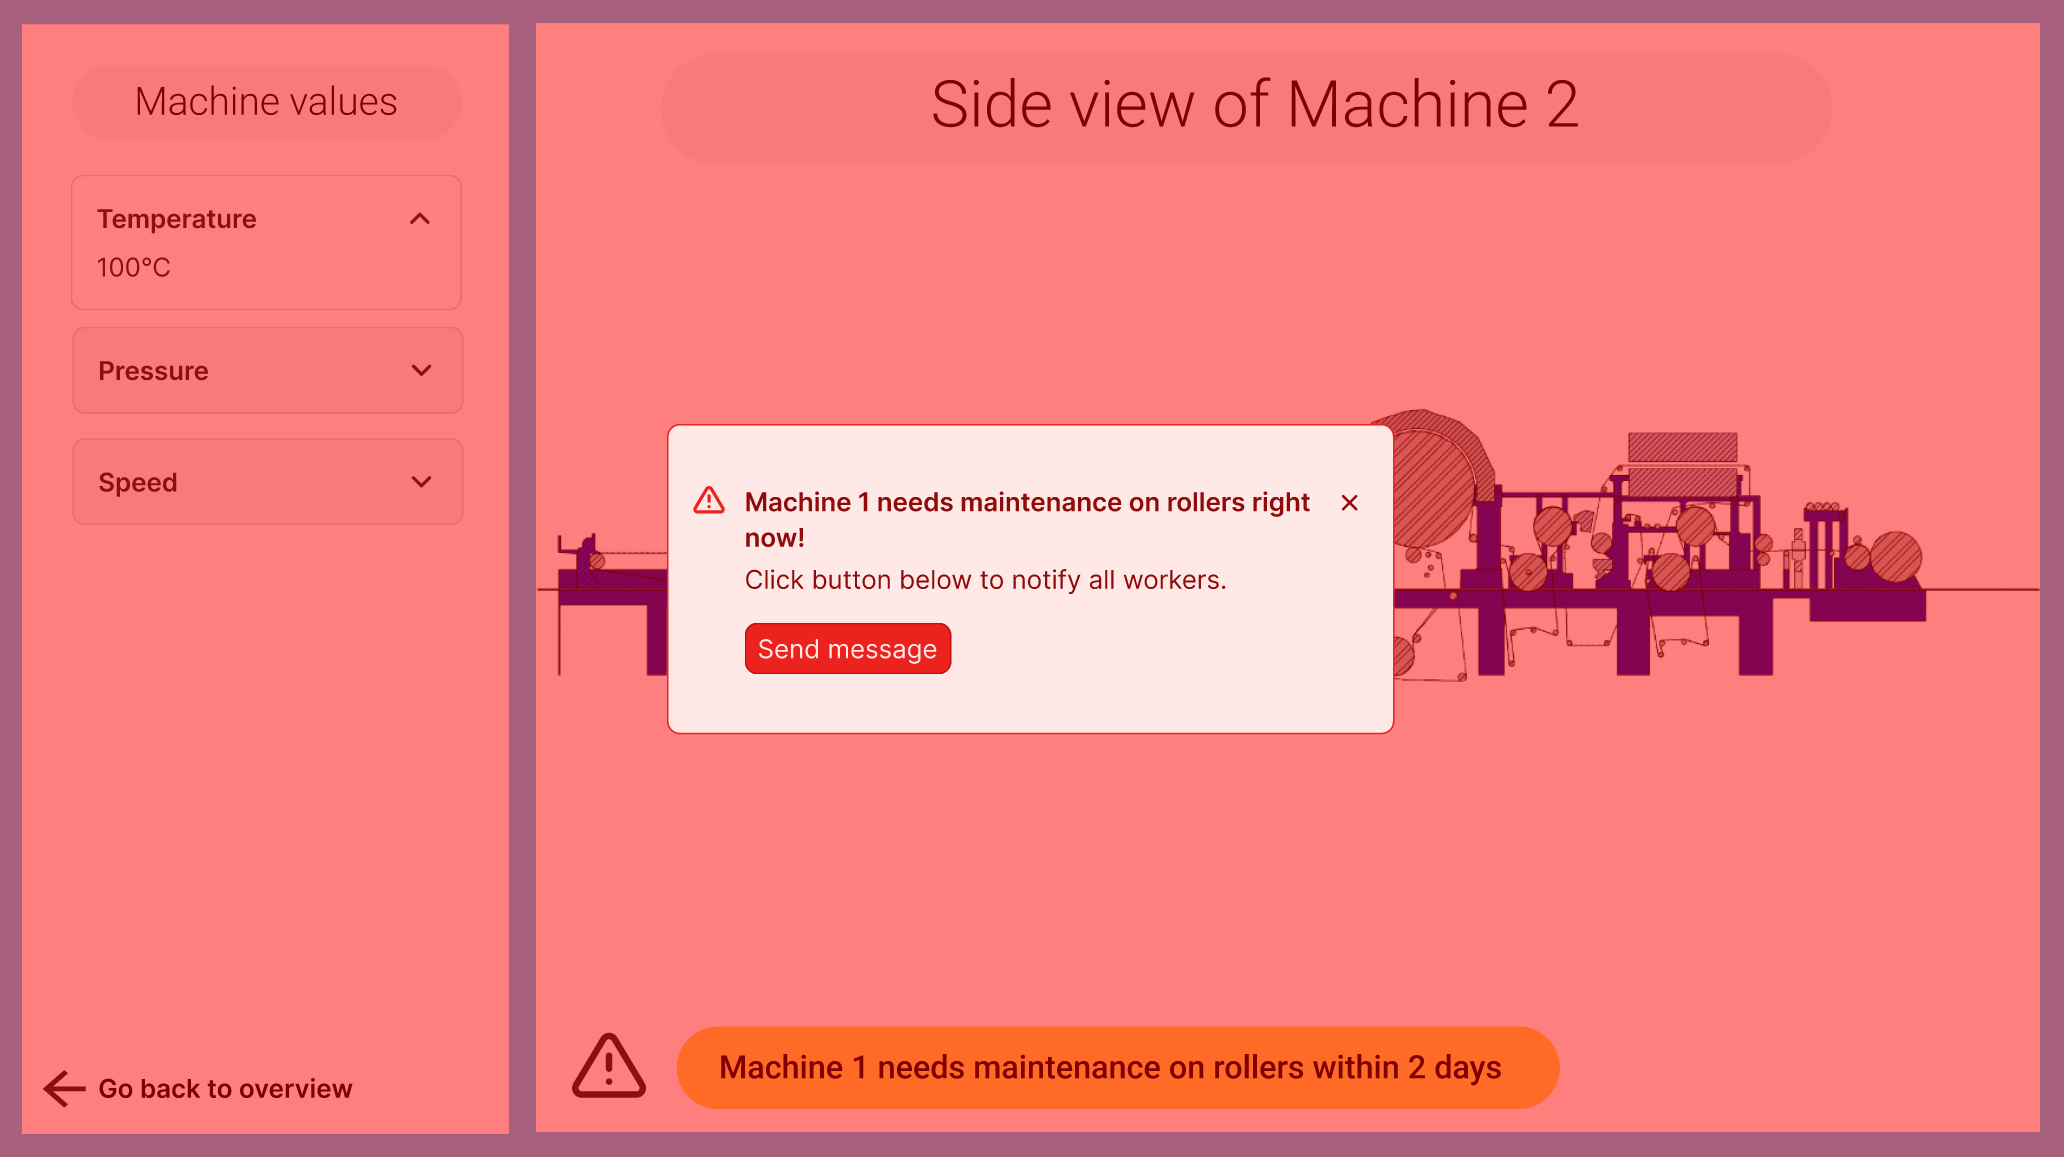 Machine values
Temperature
100°C
Pressure
Speed
Go back to overview
Side view of Machine 2
Machine 1 needs maintenance on rollers right
now!
Click button below to notify all workers.
Send message
Machine 1 needs maintenance on rollers within 2 days